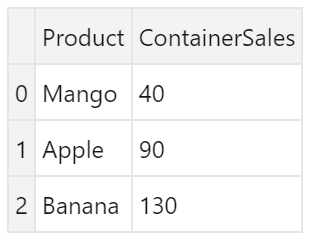 Product ContainerSales
0 Mango 40
1 Apple 90
2 Banana 130